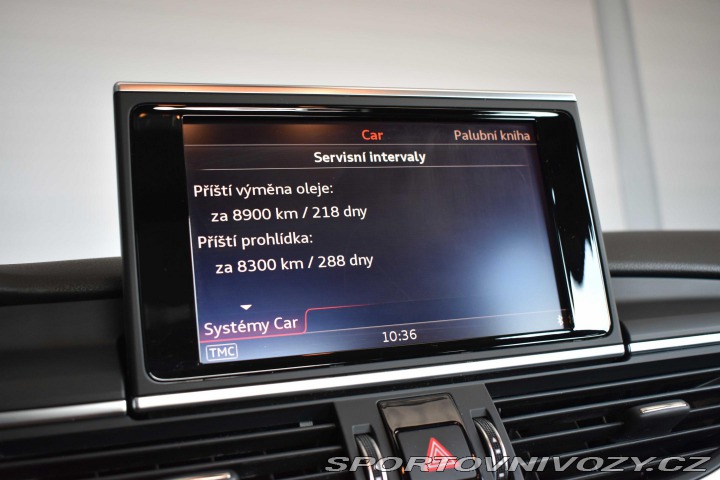 Car
Palubní kniha
Servisní intervaly
Příští výměna oleje:
za 8900 km / 218 dny
Příští prohlídka:
za 8300 km / 288 dny
Systémy Car
TMC
10:36
SPORTOVNIVOZY.CZ